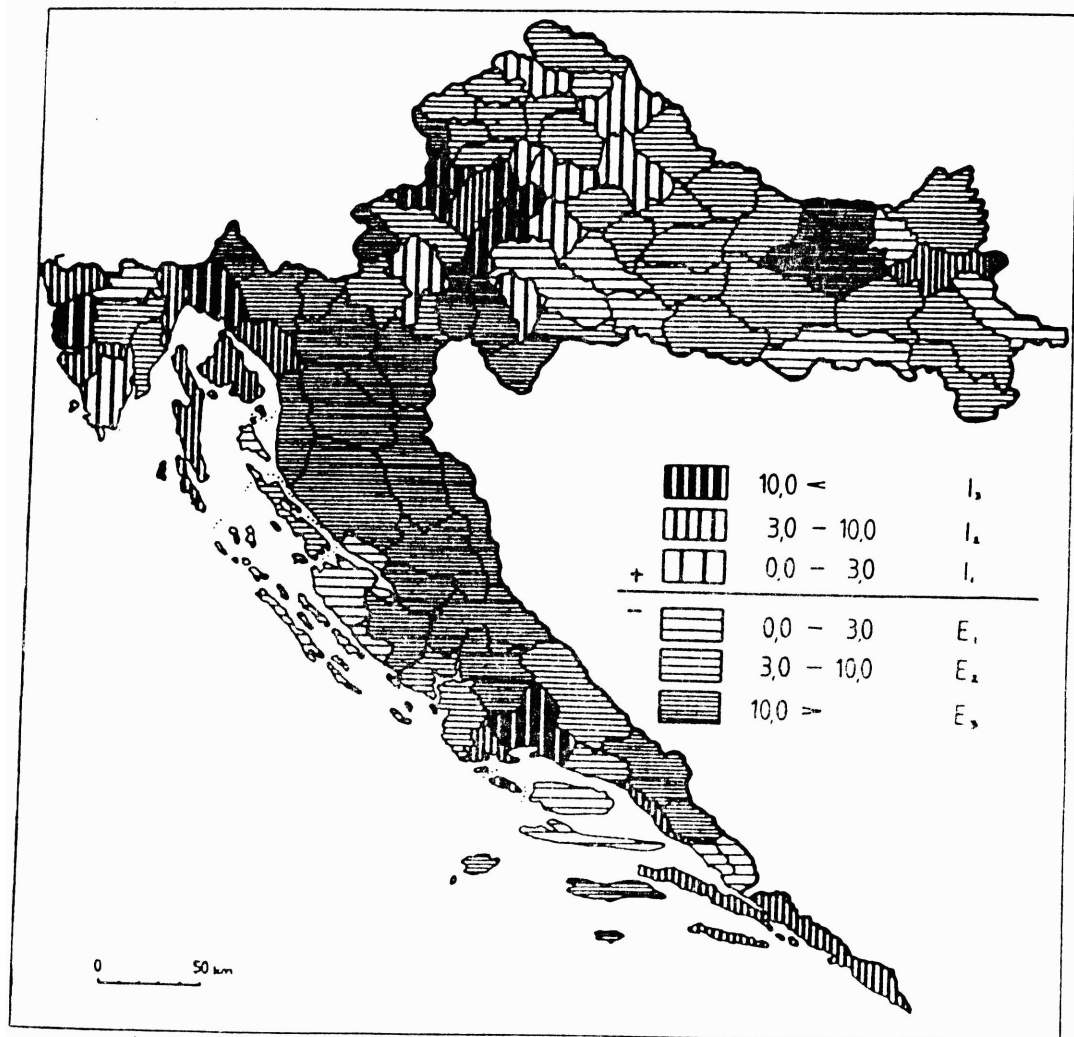 10,0 < I₃
3,0 – 10,0 I₂
+ 0,0 – 3,0 I₁
– 0,0 – 3,0 E₁
3,0 – 10,0 E₂
10,0 > E₃
0 50 km